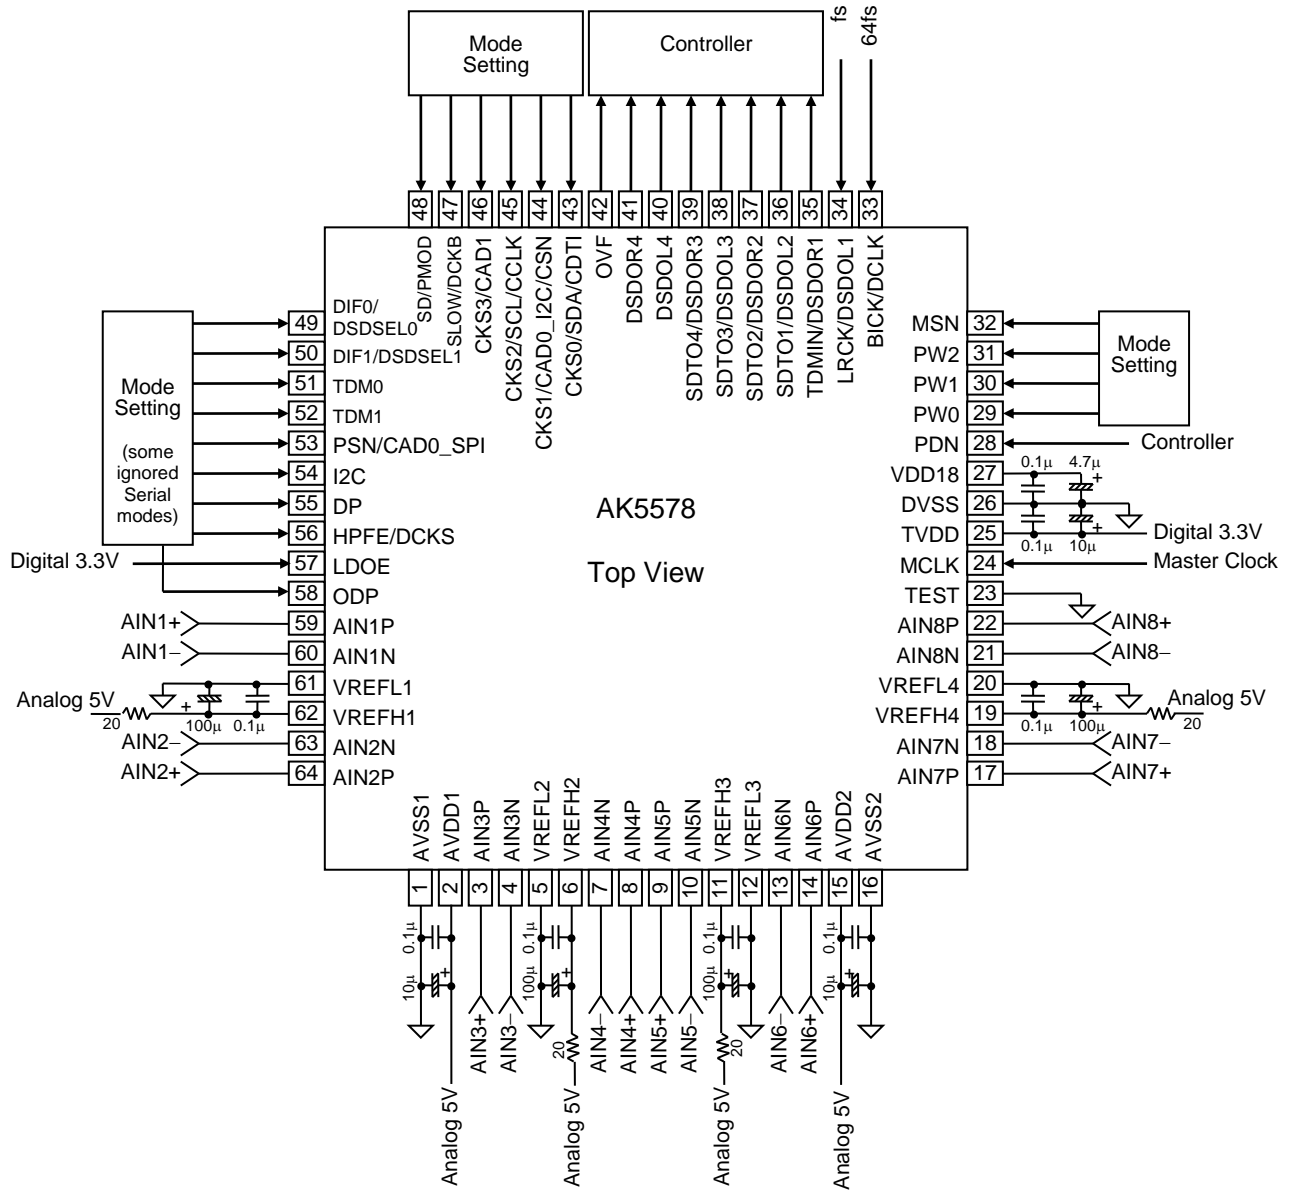 Mode
Setting
Controller
fs
64fs
48
47
46
45
44
43
42
41
40
39
38
37
36
35
34
33
SD/PMOD
SLOW/DCKB
CKS3/CAD1
CKS2/SCL/CCLK
CKS1/CAD0_I2C/CSN
CKS0/SDA/CDTI
OVF
DSDOR4
DSDOL4
SDTO4/DSDOR3
SDTO3/DSDOL3
SDTO2/DSDOR2
SDTO1/DSDOL2
TDMIN/DSDOR1
LRCK/DSDOL1
BICK/DCLK
Mode
Setting
(some
ignored
Serial
modes)
49 DIF0/
DSDSEL0
50 DIF1/DSDSEL1
51 TDM0
52 TDM1
53 PSN/CAD0_SPI
54 I2C
55 DP
56 HPFE/DCKS
Digital 3.3V 57 LDOE
58 ODP
AIN1+ 59 AIN1P
AIN1− 60 AIN1N
61 VREFL1
Analog 5V
20
+
100μ
0.1μ
62 VREFH1
AIN2− 63 AIN2N
AIN2+ 64 AIN2P
AK5578
Top View
MSN 32
PW2 31
PW1 30
PW0 29
Mode
Setting
PDN 28 Controller
VDD18 27
0.1μ
4.7μ
+
DVSS 26
TVDD 25
0.1μ
10μ
+
Digital 3.3V
MCLK 24 Master Clock
TEST 23
AIN8P 22 AIN8+
AIN8N 21 AIN8−
VREFL4 20
VREFH4 19
0.1μ
100μ
+
Analog 5V
20
AIN7N 18 AIN7−
AIN7P 17 AIN7+
AVSS1
AVDD1
AIN3P
AIN3N
VREFL2
VREFH2
AIN4N
AIN4P
AIN5P
AIN5N
VREFH3
VREFL3
AIN6N
AIN6P
AVDD2
AVSS2
1
2
3
4
5
6
7
8
9
10
11
12
13
14
15
16
0.1μ
10μ
+
0.1μ
100μ
+
0.1μ
100μ
+
0.1μ
10μ
+
AIN3+
AIN3−
20
AIN4−
AIN4+
AIN5+
AIN5−
20
AIN6−
AIN6+
Analog 5V
Analog 5V
Analog 5V
Analog 5V